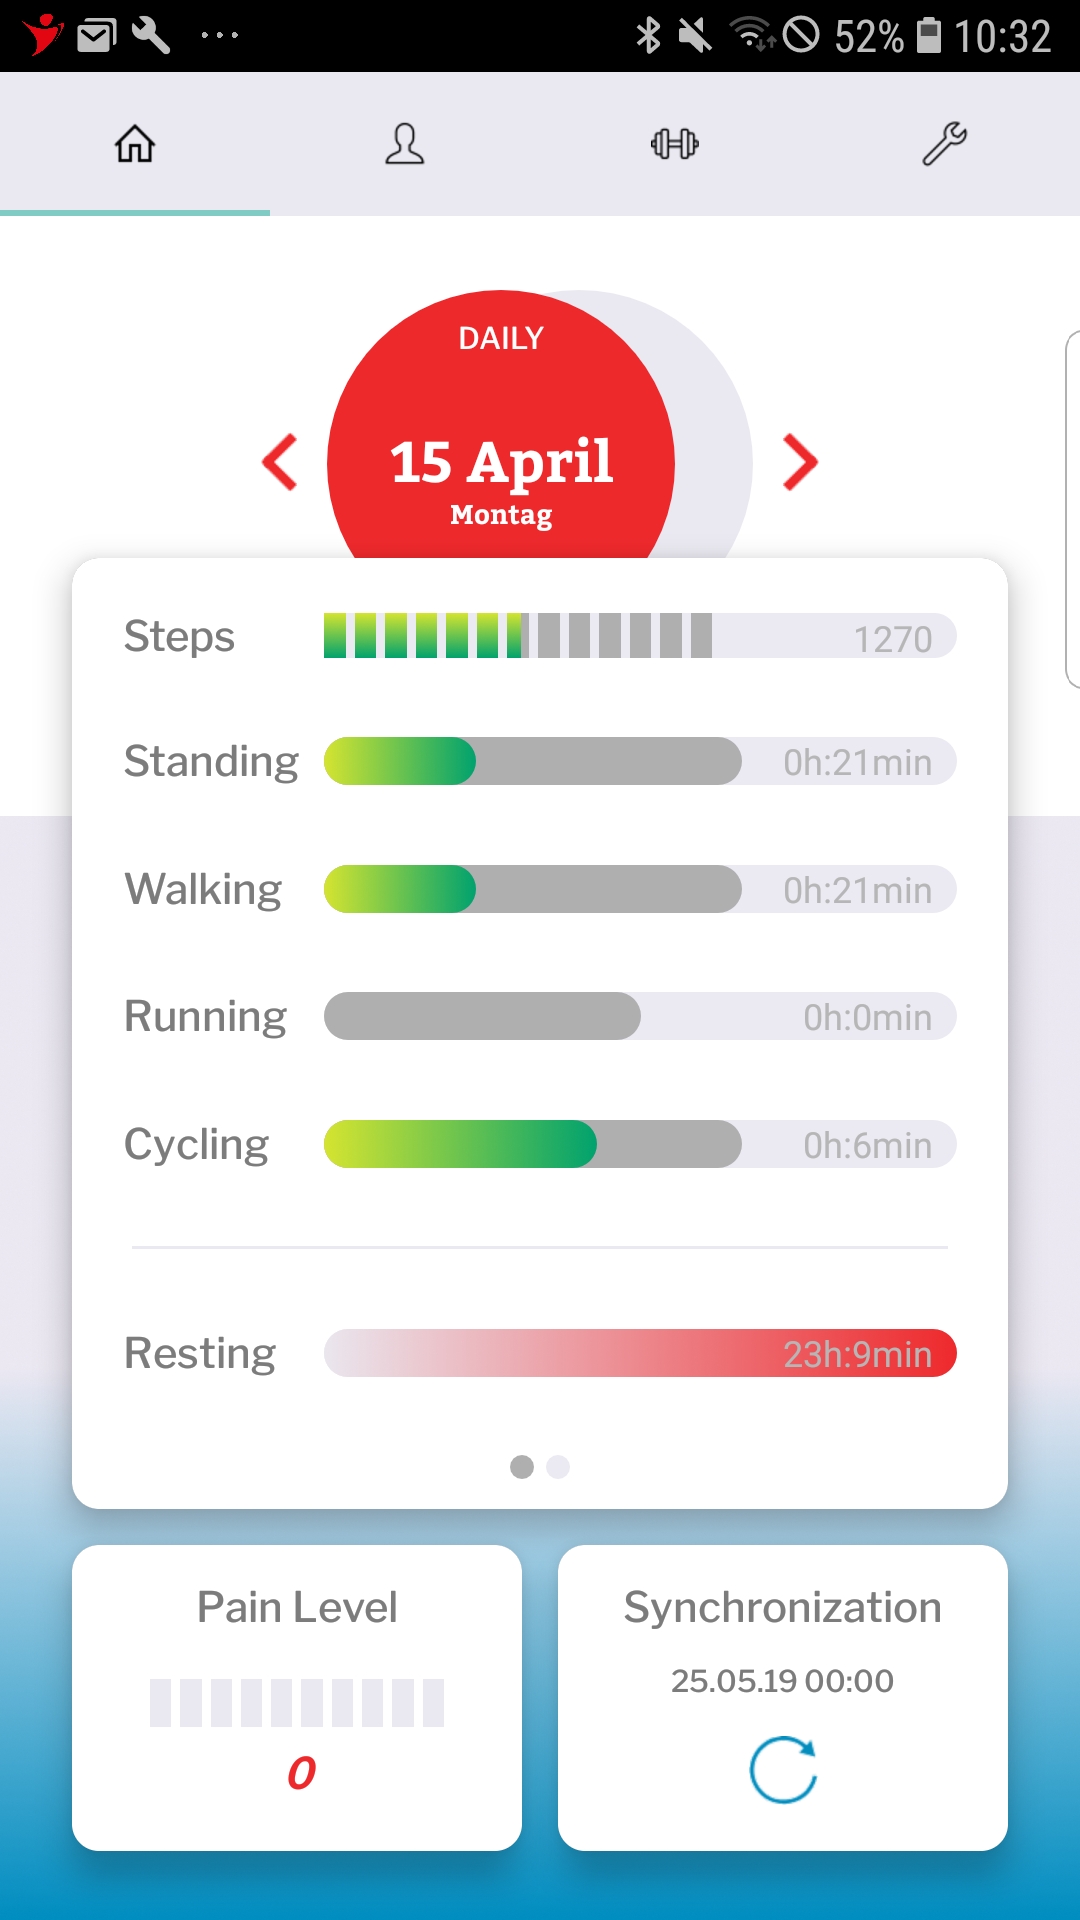 52% 10:32
DAILY
15 April
Montag
Steps 1270
Standing 0h:21min
Walking 0h:21min
Running 0h:0min
Cycling 0h:6min
Resting 23h:9min
Pain Level
0
Synchronization
25.05.19 00:00